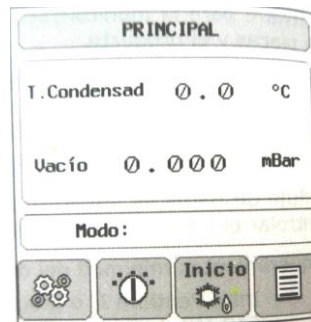 PRINCIPAL
T.Condensad 0.0 °C
Vacío 0.000 mBar
Modo:
Inicio